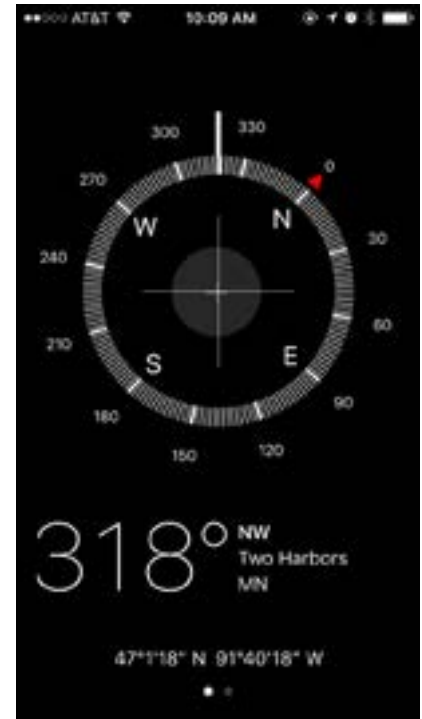 AT&T 10:09 AM
300 330
270 0
W N
240 30
210 60
S E
180 90
150 120
318° NW
Two Harbors
MN
47°1'18" N 91°40'18" W